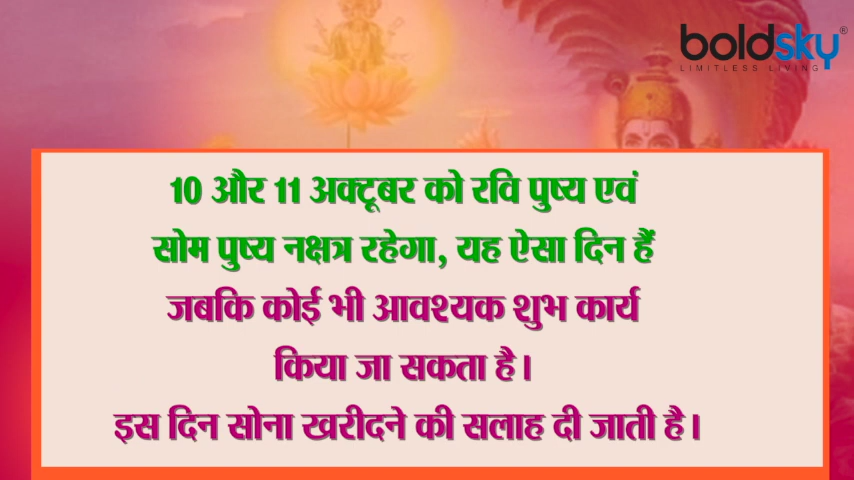 boldsky®
LIMITLESS LIVING
10 और 11 अक्टूबर को रवि पुष्य एवं
सोम पुष्य नक्षत्र रहेगा, यह ऐसा दिन हैं
जबकि कोई भी आवश्यक शुभ कार्य
किया जा सकता है।
इस दिन सोना खरीदने की सलाह दी जाती है।